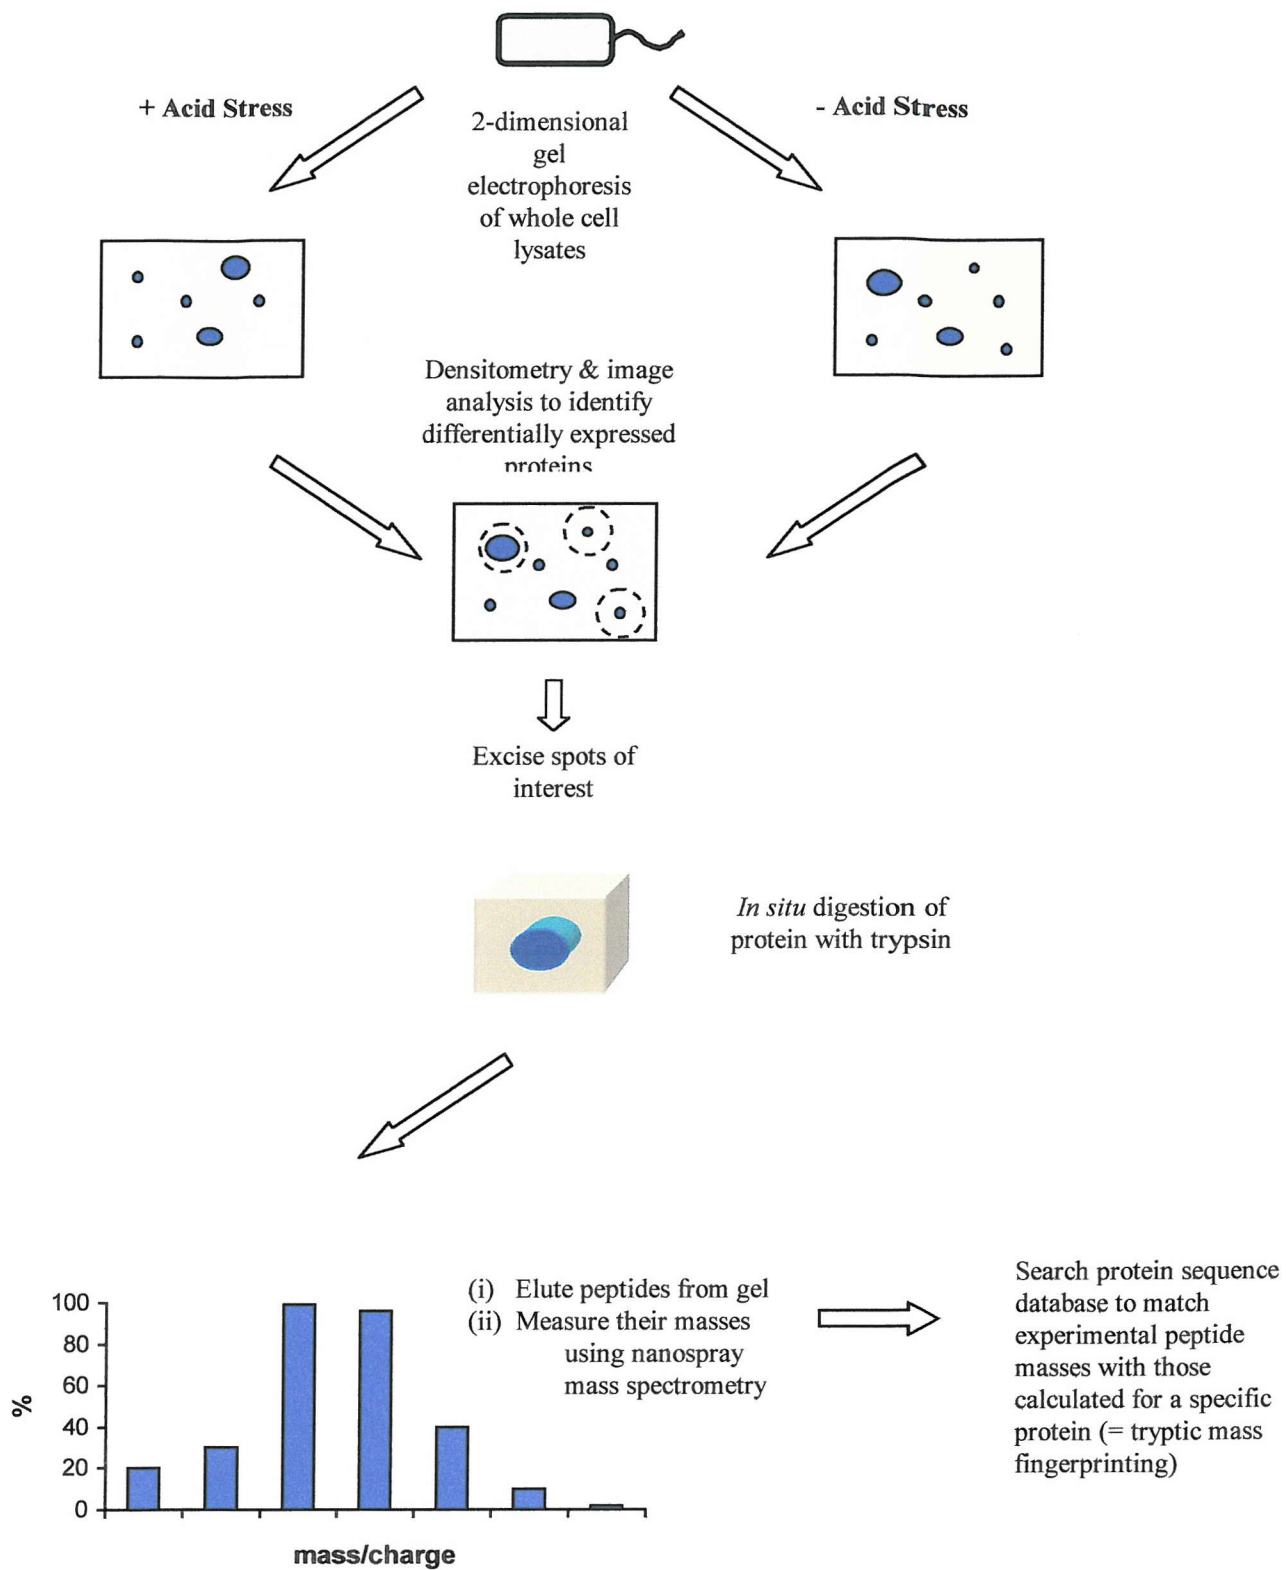 + Acid Stress
- Acid Stress
2-dimensional
gel
electrophoresis
of whole cell
lysates
Densitometry & image
analysis to identify
differentially expressed
proteins
Excise spots of
interest
In situ digestion of
protein with trypsin
(i) Elute peptides from gel
(ii) Measure their masses
using nanospray
mass spectrometry
Search protein sequence
database to match
experimental peptide
masses with those
calculated for a specific
protein (= tryptic mass
fingerprinting)
100
80
60
40
20
0
%
mass/charge